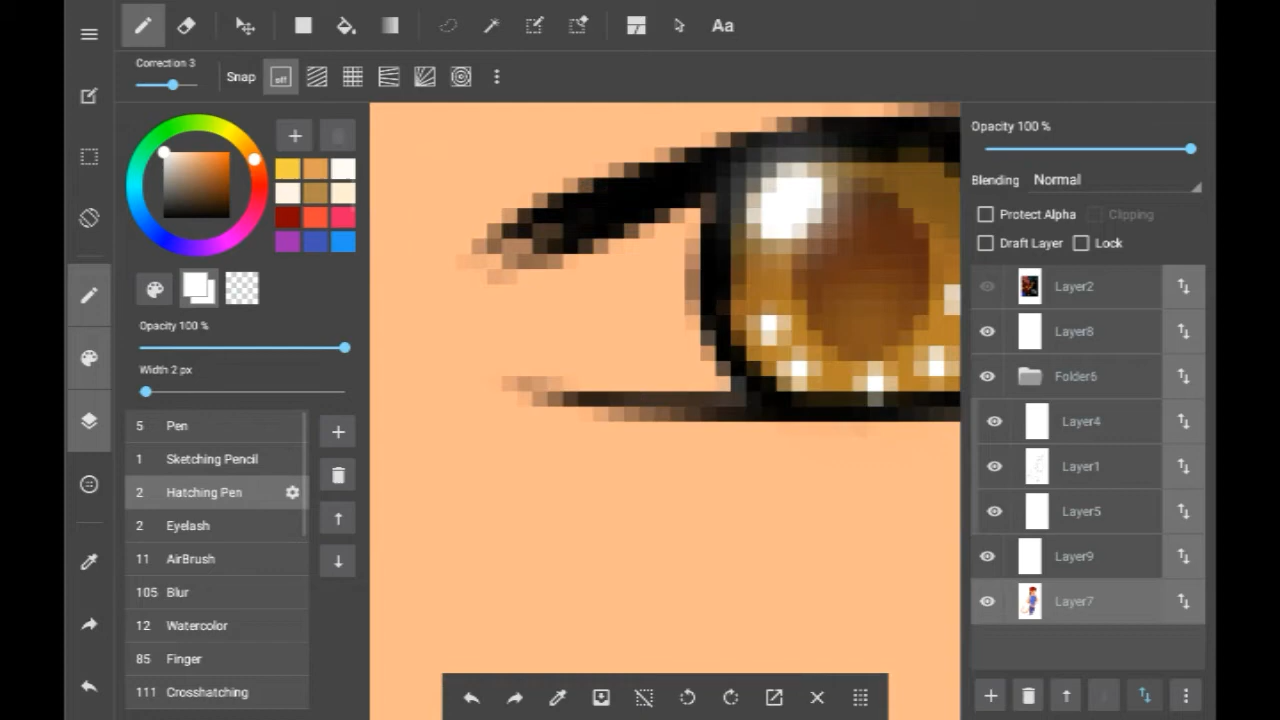 Aa
Correction 3
Snap
off
Opacity 100 %
Width 2 px
5 Pen
1 Sketching Pencil
2 Hatching Pen
2 Eyelash
11 AirBrush
105 Blur
12 Watercolor
85 Finger
111 Crosshatching
Opacity 100 %
Blending Normal
Protect Alpha Clipping
Draft Layer Lock
Layer2
Layer8
Folder6
Layer4
Layer1
Layer5
Layer9
Layer7